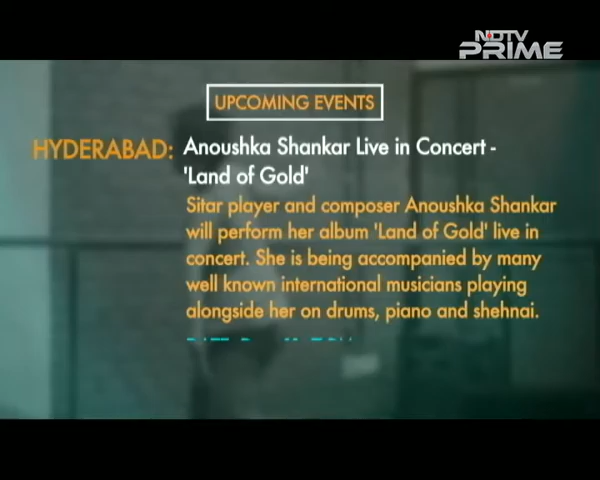 NDTV
PRIME
UPCOMING EVENTS
HYDERABAD: Anoushka Shankar Live in Concert -
'Land of Gold'
Sitar player and composer Anoushka Shankar
will perform her album 'Land of Gold' live in
concert. She is being accompanied by many
well known international musicians playing
alongside her on drums, piano and shehnai.